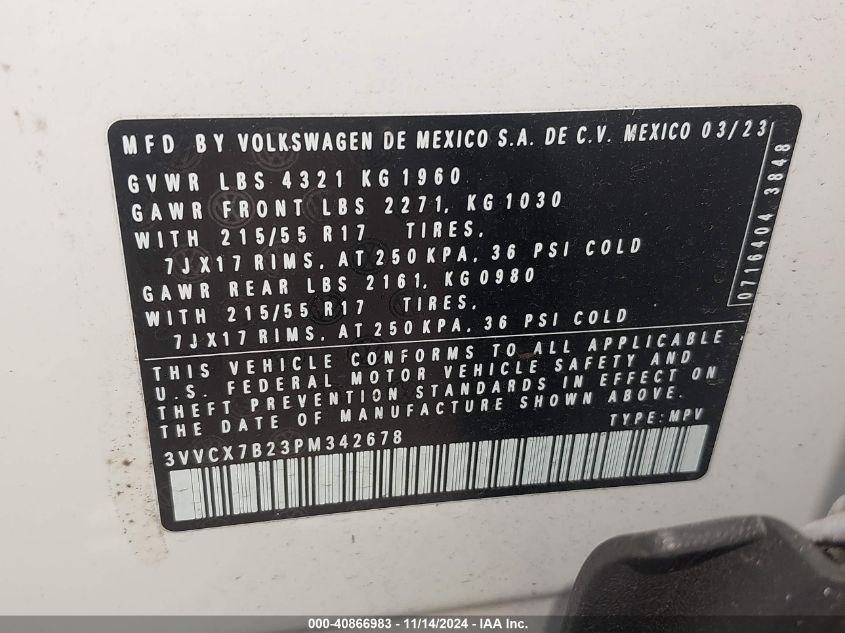 MFD BY VOLKSWAGEN DE MEXICO S.A. DE C.V. MEXICO 03/23
GVWR LBS 4321 KG 1960
GAWR FRONT LBS 2271, KG 1030
WITH 215/55 R17 TIRES,
7JX17 RIMS, AT 250 KPA, 36 PSI COLD
GAWR REAR LBS 2161, KG 0980
WITH 215/55 R17 TIRES,
7JX17 RIMS, AT 250 KPA, 36 PSI COLD
0716404 3848
THIS VEHICLE CONFORMS TO ALL APPLICABLE
U.S. FEDERAL MOTOR VEHICLE SAFETY AND
THEFT PREVENTION STANDARDS IN EFFECT ON
THE DATE OF MANUFACTURE SHOWN ABOVE.
TYPE: MPV
3VVCX7B23PM342678
000-40866983 - 11/14/2024 - IAA Inc.